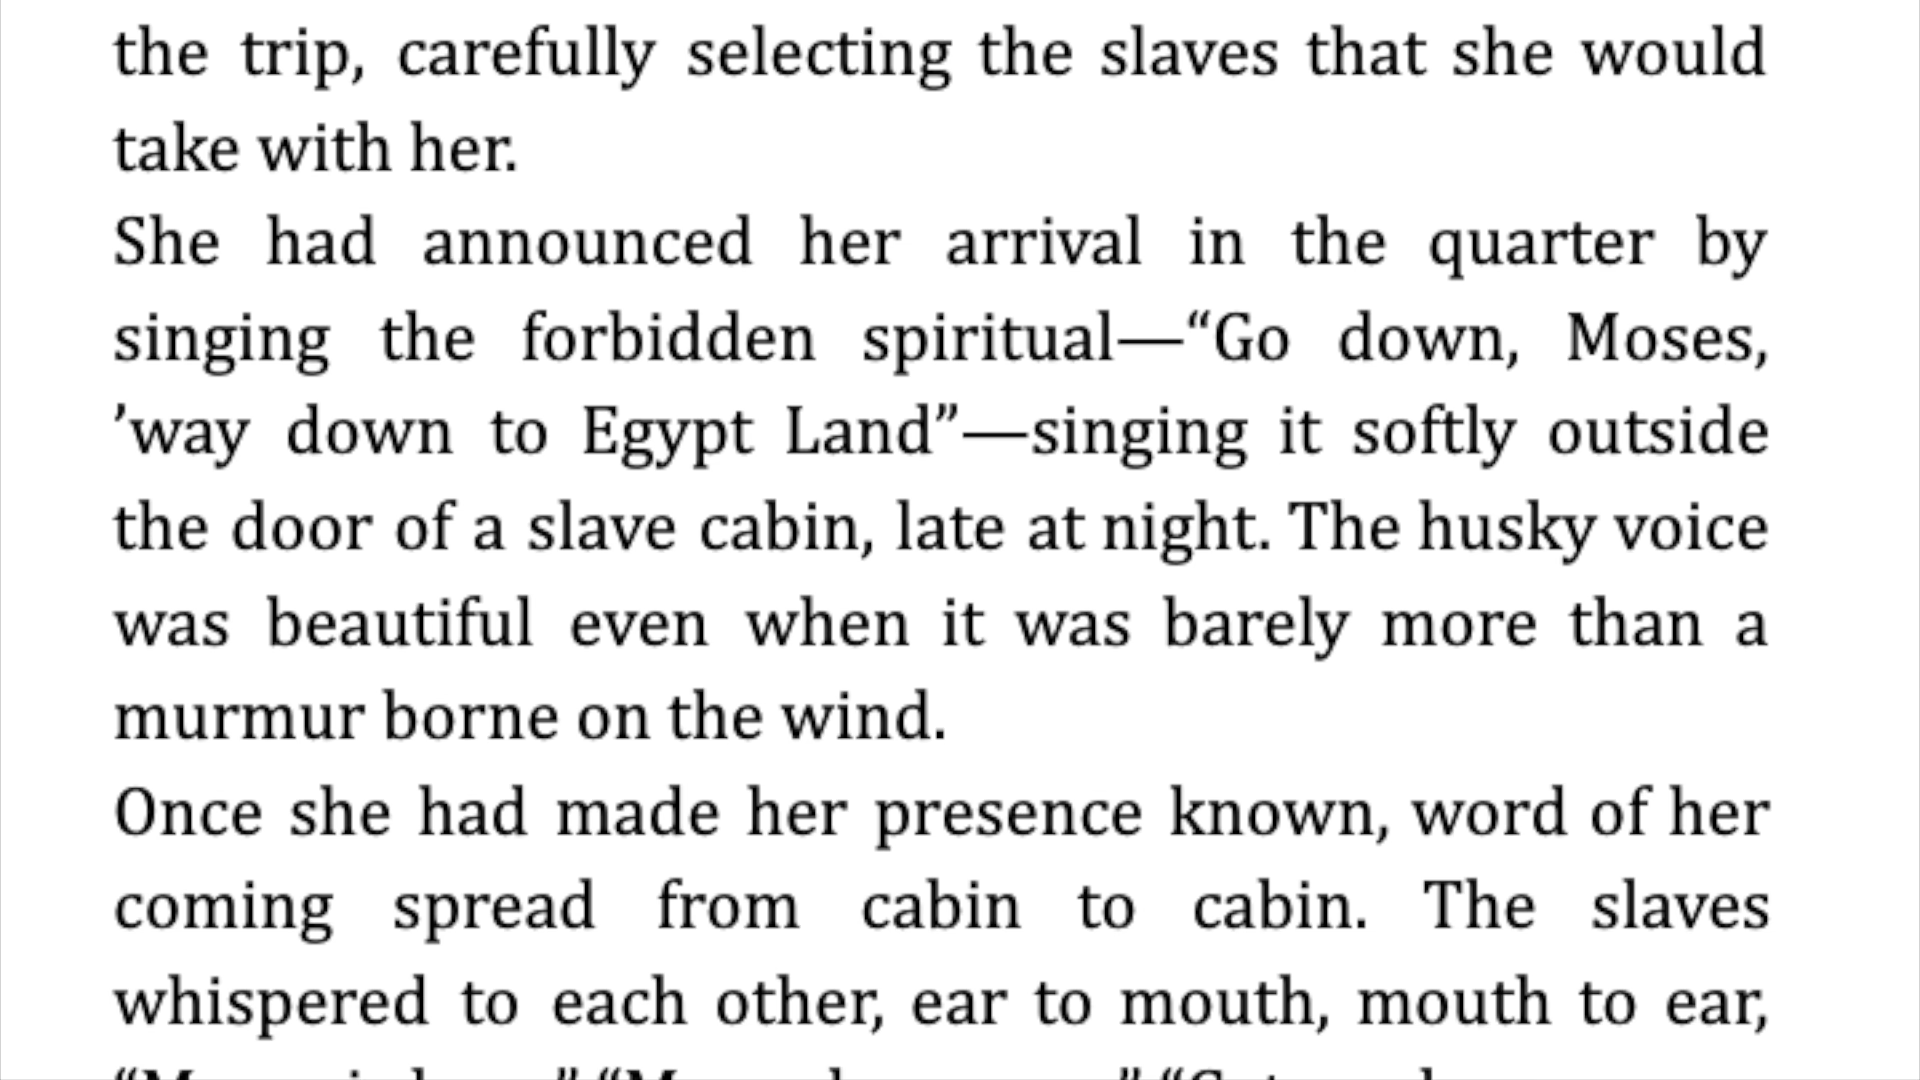 the trip, carefully selecting the slaves that she would
take with her.
She had announced her arrival in the quarter by
singing the forbidden spiritual—“Go down, Moses,
’way down to Egypt Land”—singing it softly outside
the door of a slave cabin, late at night. The husky voice
was beautiful even when it was barely more than a
murmur borne on the wind.
Once she had made her presence known, word of her
coming spread from cabin to cabin. The slaves
whispered to each other, ear to mouth, mouth to ear,